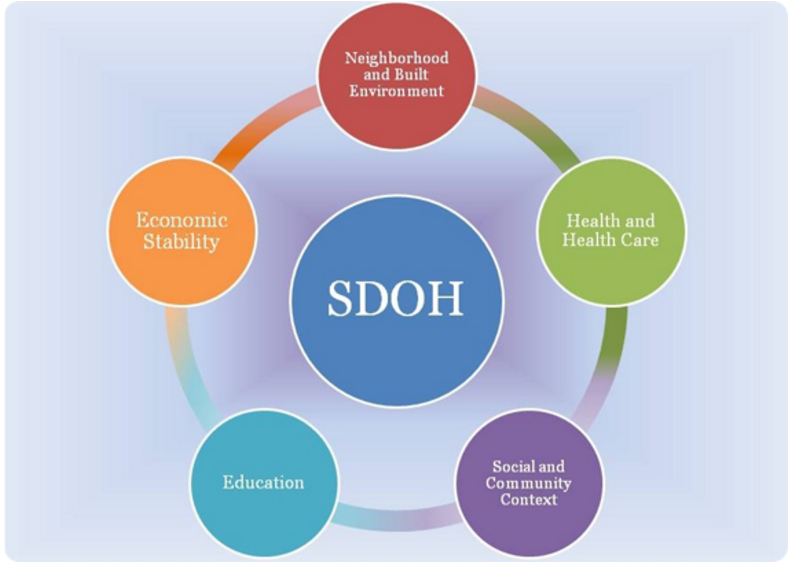 Neighborhood
and Built
Environment
Economic
Stability
Health and
Health Care
SDOH
Education
Social and
Community
Context